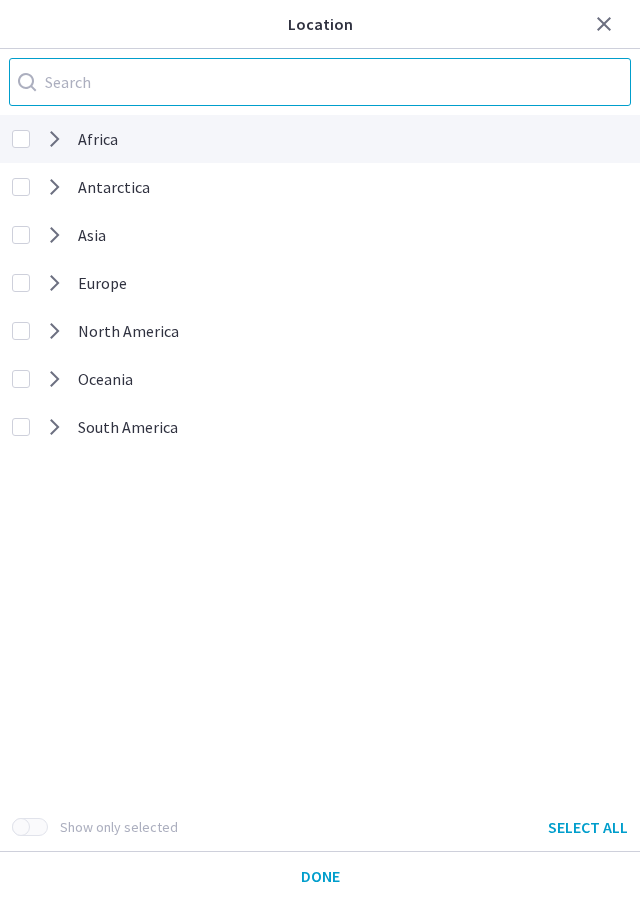 Location
Search
Africa
Antarctica
Asia
Europe
North America
Oceania
South America
Show only selected
SELECT ALL
DONE